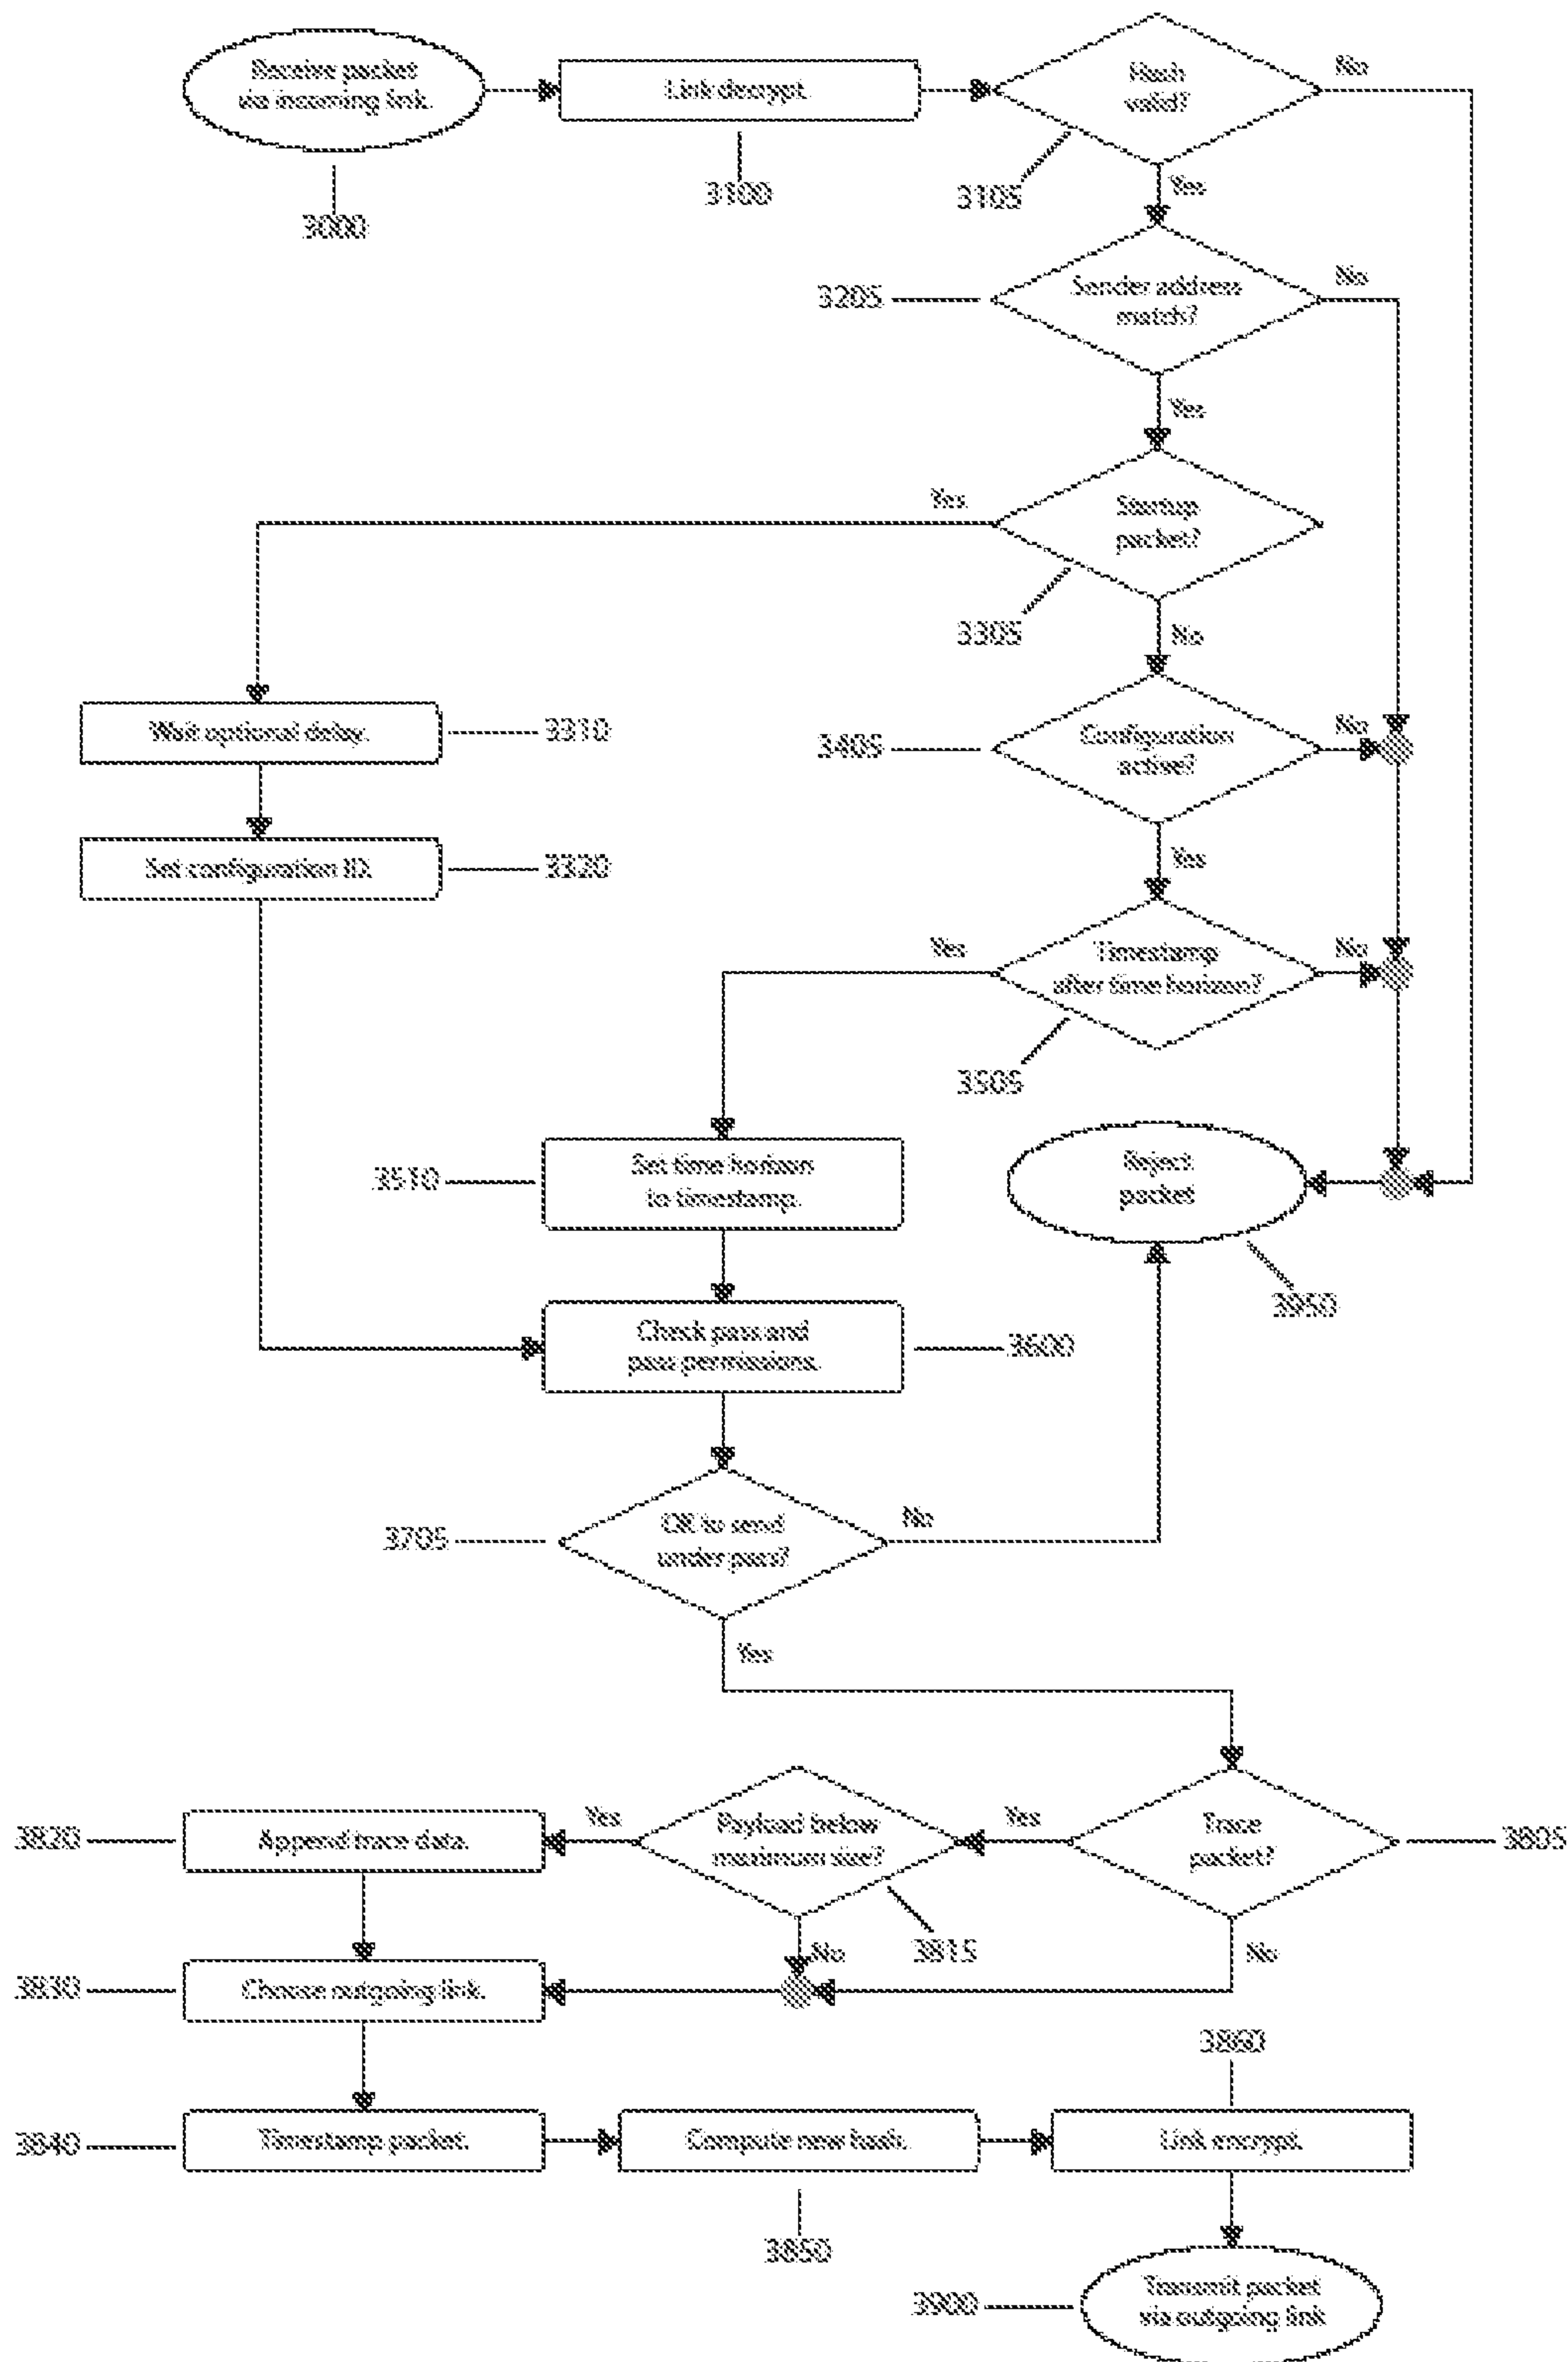 Receive packet
via incoming link.
3000
Link decrypt.
3100
Hash
valid?
3105
No
Yes
Sender address
match?
3205
No
Yes
Startup
packet?
3305
Yes
No
Wait optional delay.
3310
Set configuration ID.
3320
Configuration
active?
3405
No
Yes
Timestamp
after time horizon?
3505
Yes
No
Set time horizon
to timestamp.
3510
Reject
packet
3950
Check pass and
pass permissions.
3600
OK to send
under pass?
3705
No
Yes
Trace
packet?
3805
Yes
No
Payload below
maximum size?
3815
Yes
No
Append trace data.
3820
Choose outgoing link.
3830
Timestamp packet.
3840
Compute new hash.
3850
Link encrypt.
3860
Transmit packet
via outgoing link
3900